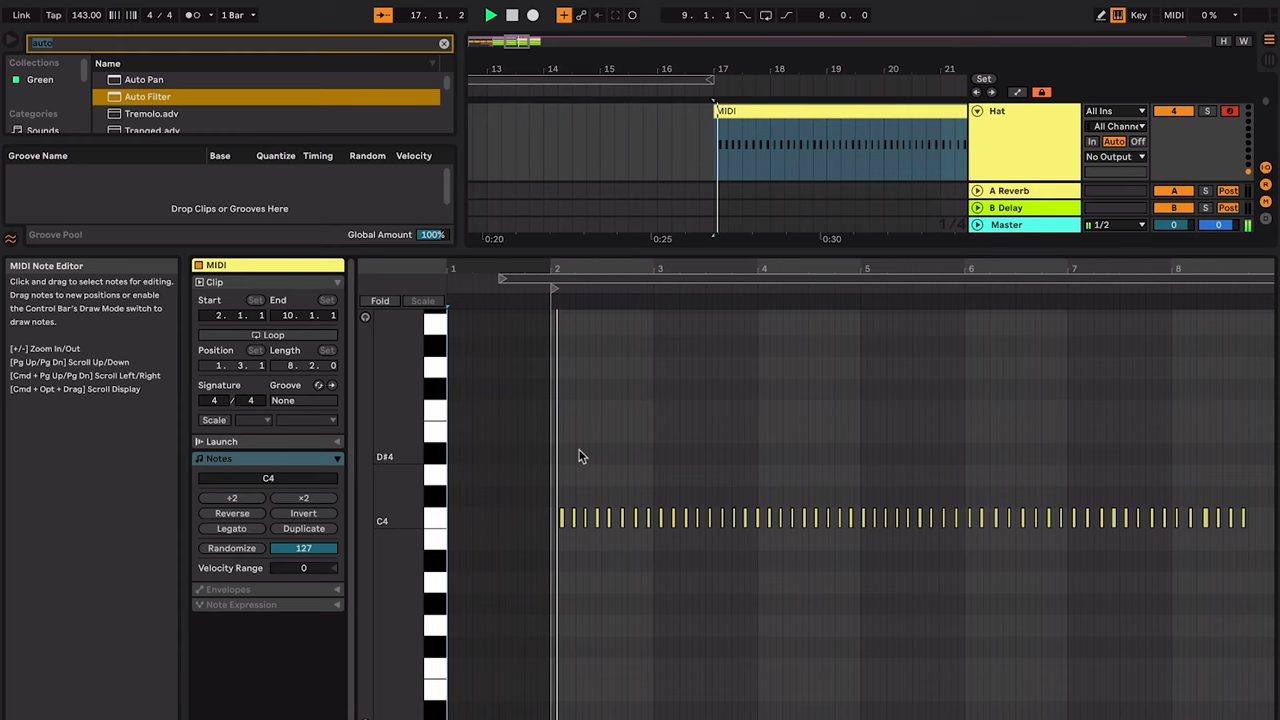 Link Tap 143.00 4 / 4 1 Bar 17. 1. 2 9. 1. 1 8. 0. 0 Key MIDI 0 %
auto
H W
Collections Name
Green Auto Pan
Auto Filter
Categories Tremolo.adv
Sounds Tranged.adv
13 14 15 16 17 18 19 20 21 Set
MIDI Hat All Ins 4 S
All Channe
In Auto Off
No Output
Groove Name Base Quantize Timing Random Velocity
Drop Clips or Grooves Here
A Reverb A S Post
B Delay B S Post
1/4 Master 1/2 0 0
Groove Pool Global Amount 100%
0:20 0:25 0:30
MIDI Note Editor
Click and drag to select notes for editing.
Drag notes to new positions or enable
the Control Bar's Draw Mode switch to
draw notes.
[+/-] Zoom In/Out
[Pg Up/Pg Dn] Scroll Up/Down
[Cmd + Pg Up/Pg Dn] Scroll Left/Right
[Cmd + Opt + Drag] Scroll Display
MIDI
Clip
Start Set End Set
2. 1. 1 10. 1. 1
Loop
Position Set Length Set
1. 3. 1 8. 2. 0
Signature Groove
4 / 4 None
Scale
Launch
Notes
C4
÷2 ×2
Reverse Invert
Legato Duplicate
Randomize 127
Velocity Range 0
Envelopes
Note Expression
1 2 3 4 5 6 7 8
Fold Scale
D#4
C4